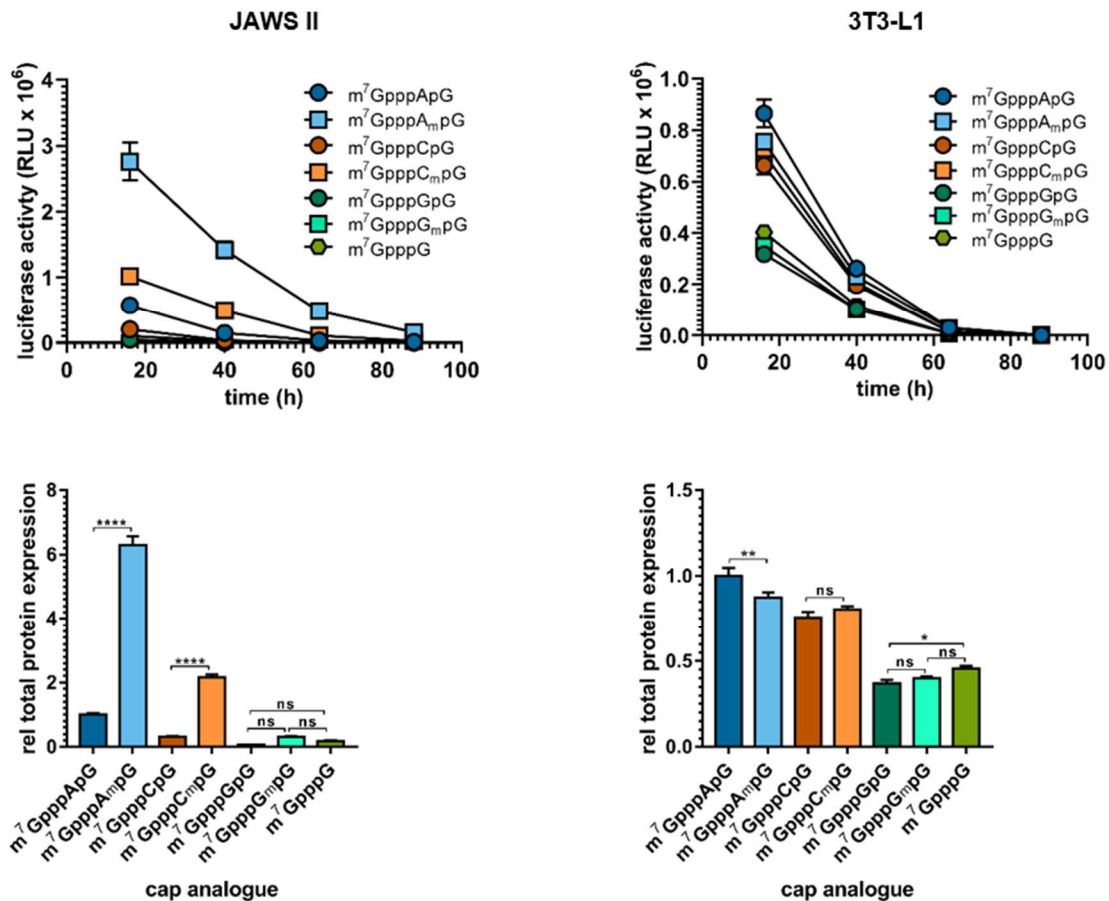 JAWS II
luciferase activty (RLU x 10⁶)
4
3
2
1
0
0 20 40 60 80 100
time (h)
m⁷GpppApG
m⁷GpppAₘpG
m⁷GpppCpG
m⁷GpppCₘpG
m⁷GpppGpG
m⁷GpppGₘpG
m⁷GpppG
3T3-L1
luciferase activty (RLU x 10⁶)
1.0
0.8
0.6
0.4
0.2
0.0
0 20 40 60 80 100
time (h)
m⁷GpppApG
m⁷GpppAₘpG
m⁷GpppCpG
m⁷GpppCₘpG
m⁷GpppGpG
m⁷GpppGₘpG
m⁷GpppG
rel total protein expression
8
6
4
2
0
****
****
ns
ns ns
m⁷GpppApG
m⁷GpppAₘpG
m⁷GpppCpG
m⁷GpppCₘpG
m⁷GpppGpG
m⁷GpppGₘpG
m⁷GpppG
cap analogue
rel total protein expression
1.5
1.0
0.5
0.0
**
ns
*
ns ns
m⁷GpppApG
m⁷GpppAₘpG
m⁷GpppCpG
m⁷GpppCₘpG
m⁷GpppGpG
m⁷GpppGₘpG
m⁷GpppG
cap analogue